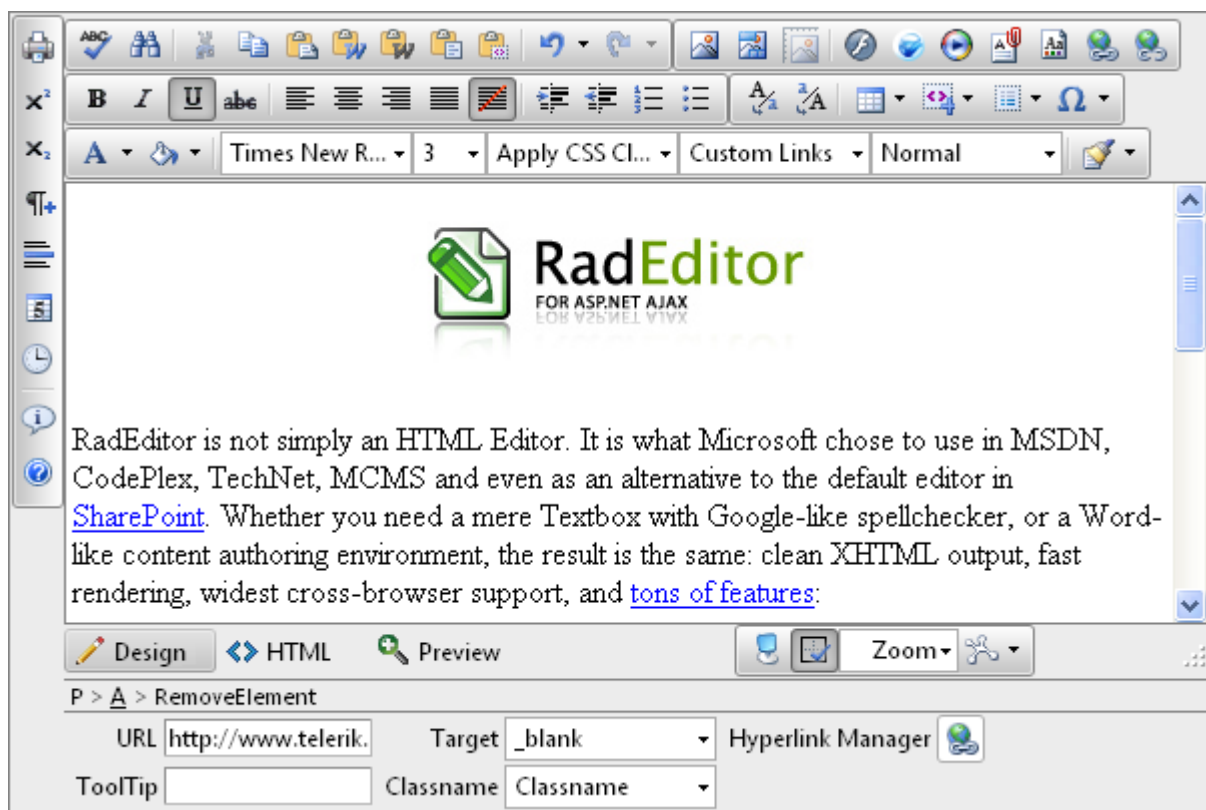 ABC
x²
B I U abc
x₂
A Times New R... 3 Apply CSS Cl... Custom Links Normal
RadEditor
FOR ASP.NET AJAX
RadEditor is not simply an HTML Editor. It is what Microsoft chose to use in MSDN,
CodePlex, TechNet, MCMS and even as an alternative to the default editor in
SharePoint. Whether you need a mere Textbox with Google-like spellchecker, or a Word-
like content authoring environment, the result is the same: clean XHTML output, fast
rendering, widest cross-browser support, and tons of features:
Design HTML Preview Zoom
P > A > RemoveElement
URL http://www.telerik. Target _blank Hyperlink Manager
ToolTip Classname Classname